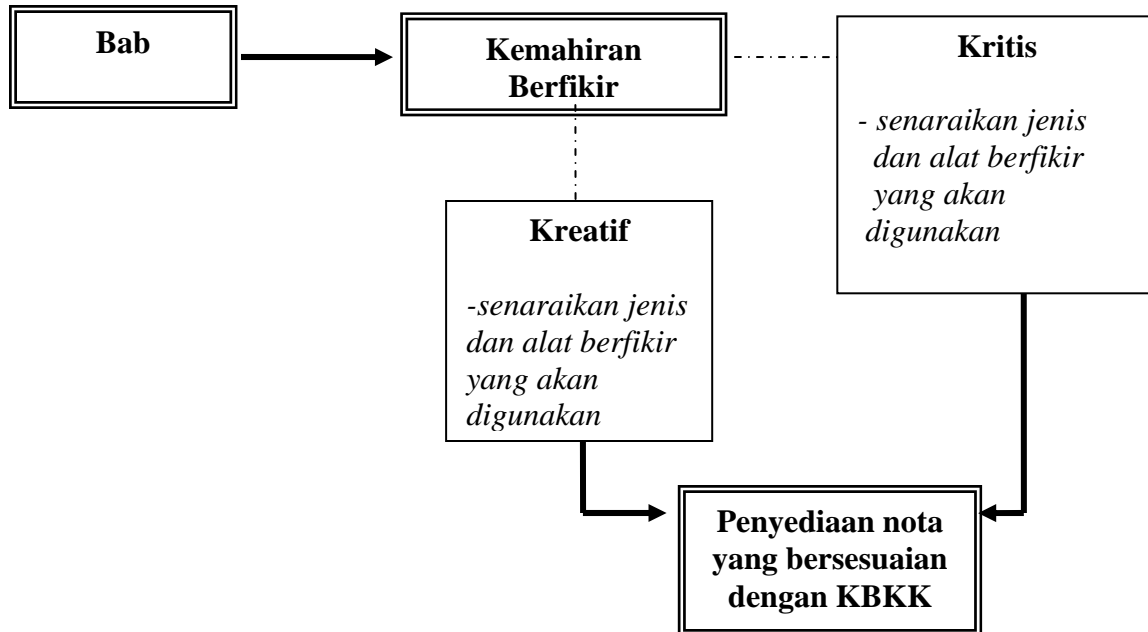 Bab
Kemahiran
Berfikir
Kritis
- senaraikan jenis
dan alat berfikir
yang akan
digunakan
Kreatif
-senaraikan jenis
dan alat berfikir
yang akan
digunakan
Penyediaan nota
yang bersesuaian
dengan KBKK